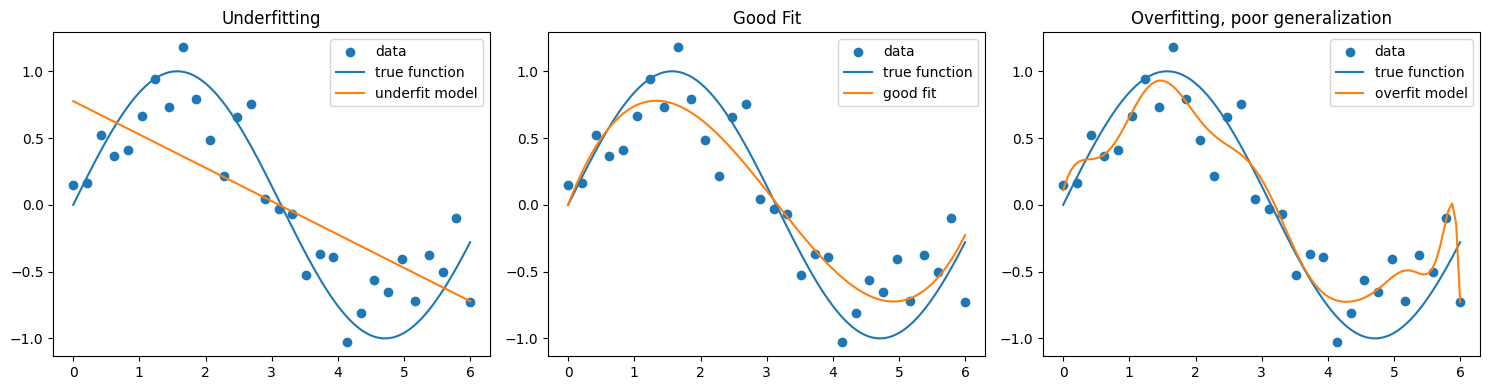 Underfitting
data
true function
underfit model
1.0
0.5
0.0
−0.5
−1.0
0 1 2 3 4 5 6
Good Fit
data
true function
good fit
1.0
0.5
0.0
−0.5
−1.0
0 1 2 3 4 5 6
Overfitting, poor generalization
data
true function
overfit model
1.0
0.5
0.0
−0.5
−1.0
0 1 2 3 4 5 6